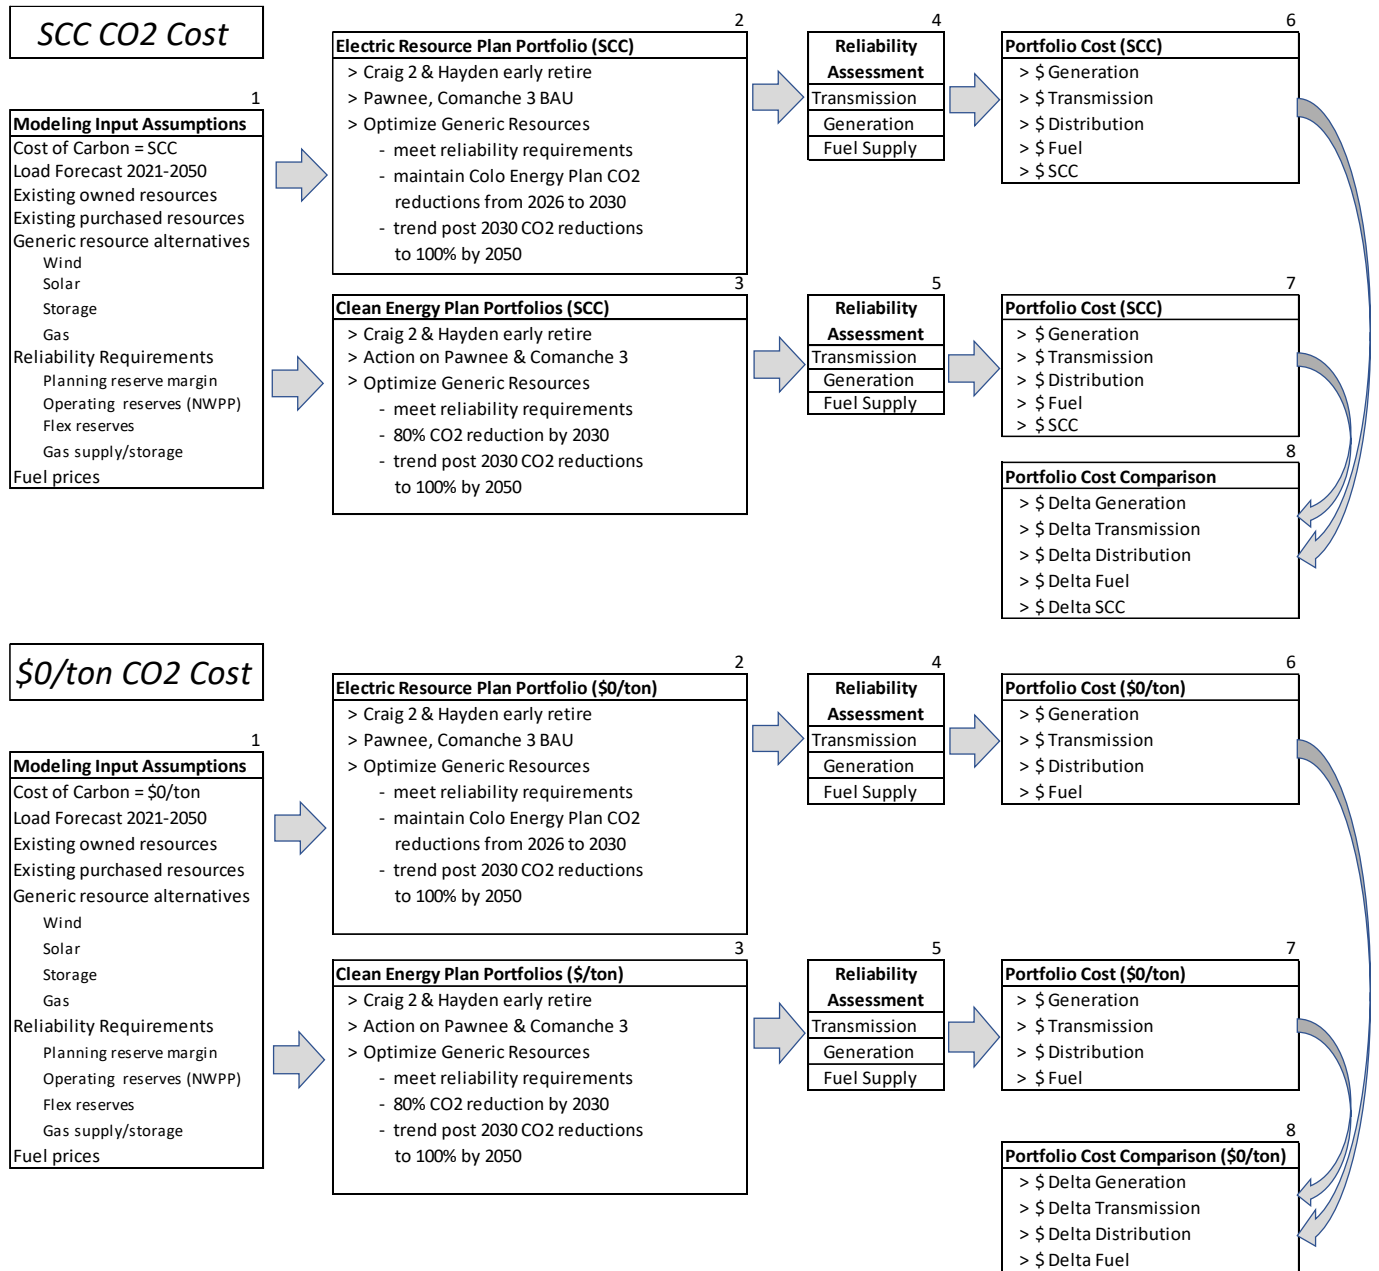 SCC CO2 Cost
1
Modeling Input Assumptions
Cost of Carbon = SCC
Load Forecast 2021-2050
Existing owned resources
Existing purchased resources
Generic resource alternatives
Wind
Solar
Storage
Gas
Reliability Requirements
Planning reserve margin
Operating reserves (NWPP)
Flex reserves
Gas supply/storage
Fuel prices
2
Electric Resource Plan Portfolio (SCC)
> Craig 2 & Hayden early retire
> Pawnee, Comanche 3 BAU
> Optimize Generic Resources
- meet reliability requirements
- maintain Colo Energy Plan CO2
reductions from 2026 to 2030
- trend post 2030 CO2 reductions
to 100% by 2050
3
Clean Energy Plan Portfolios (SCC)
> Craig 2 & Hayden early retire
> Action on Pawnee & Comanche 3
> Optimize Generic Resources
- meet reliability requirements
- 80% CO2 reduction by 2030
- trend post 2030 CO2 reductions
to 100% by 2050
4
Reliability
Assessment
Transmission
Generation
Fuel Supply
5
Reliability
Assessment
Transmission
Generation
Fuel Supply
6
Portfolio Cost (SCC)
> $ Generation
> $ Transmission
> $ Distribution
> $ Fuel
> $ SCC
7
Portfolio Cost (SCC)
> $ Generation
> $ Transmission
> $ Distribution
> $ Fuel
> $ SCC
8
Portfolio Cost Comparison
> $ Delta Generation
> $ Delta Transmission
> $ Delta Distribution
> $ Delta Fuel
> $ Delta SCC
$0/ton CO2 Cost
1
Modeling Input Assumptions
Cost of Carbon = $0/ton
Load Forecast 2021-2050
Existing owned resources
Existing purchased resources
Generic resource alternatives
Wind
Solar
Storage
Gas
Reliability Requirements
Planning reserve margin
Operating reserves (NWPP)
Flex reserves
Gas supply/storage
Fuel prices
2
Electric Resource Plan Portfolio ($0/ton)
> Craig 2 & Hayden early retire
> Pawnee, Comanche 3 BAU
> Optimize Generic Resources
- meet reliability requirements
- maintain Colo Energy Plan CO2
reductions from 2026 to 2030
- trend post 2030 CO2 reductions
to 100% by 2050
3
Clean Energy Plan Portfolios ($/ton)
> Craig 2 & Hayden early retire
> Action on Pawnee & Comanche 3
> Optimize Generic Resources
- meet reliability requirements
- 80% CO2 reduction by 2030
- trend post 2030 CO2 reductions
to 100% by 2050
4
Reliability
Assessment
Transmission
Generation
Fuel Supply
5
Reliability
Assessment
Transmission
Generation
Fuel Supply
6
Portfolio Cost ($0/ton)
> $ Generation
> $ Transmission
> $ Distribution
> $ Fuel
7
Portfolio Cost ($0/ton)
> $ Generation
> $ Transmission
> $ Distribution
> $ Fuel
8
Portfolio Cost Comparison ($0/ton)
> $ Delta Generation
> $ Delta Transmission
> $ Delta Distribution
> $ Delta Fuel